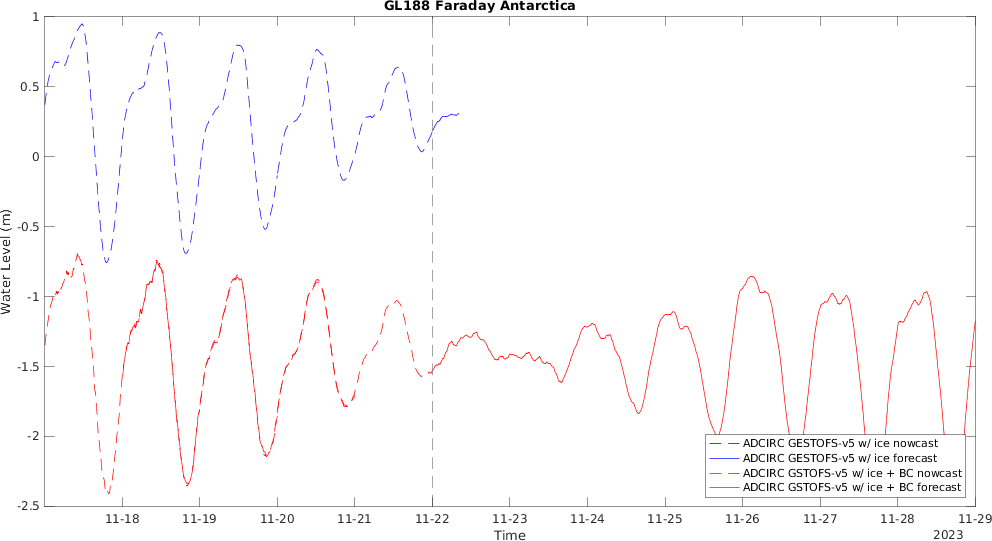 GL188 Faraday Antarctica
Water Level (m)
1
0.5
0
-0.5
-1
-1.5
-2
-2.5
11-18 11-19 11-20 11-21 11-22 11-23 11-24 11-25 11-26 11-27 11-28 11-29
Time
2023
ADCIRC GESTOFS-v5 w/ ice nowcast
ADCIRC GESTOFS-v5 w/ ice forecast
ADCIRC GSTOFS-v5 w/ ice + BC nowcast
ADCIRC GSTOFS-v5 w/ ice + BC forecast